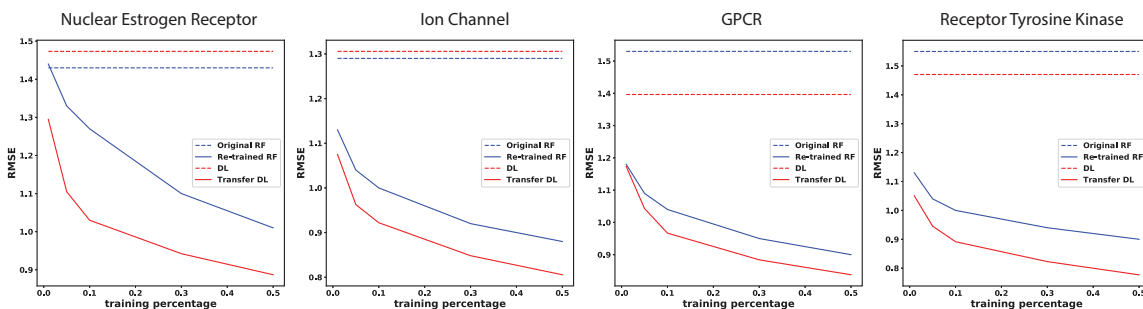 Nuclear Estrogen Receptor
1.5
1.4
1.3
1.2
1.1
1.0
0.9
RMSE
Original RF
Re-trained RF
DL
Transfer DL
0.0 0.1 0.2 0.3 0.4 0.5
training percentage
Ion Channel
1.3
1.2
1.1
1.0
0.9
0.8
RMSE
Original RF
Re-trained RF
DL
Transfer DL
0.0 0.1 0.2 0.3 0.4 0.5
training percentage
GPCR
1.5
1.4
1.3
1.2
1.1
1.0
0.9
RMSE
Original RF
Re-trained RF
DL
Transfer DL
0.0 0.1 0.2 0.3 0.4 0.5
training percentage
Receptor Tyrosine Kinase
1.5
1.4
1.3
1.2
1.1
1.0
0.9
0.8
RMSE
Original RF
Re-trained RF
DL
Transfer DL
0.0 0.1 0.2 0.3 0.4 0.5
training percentage